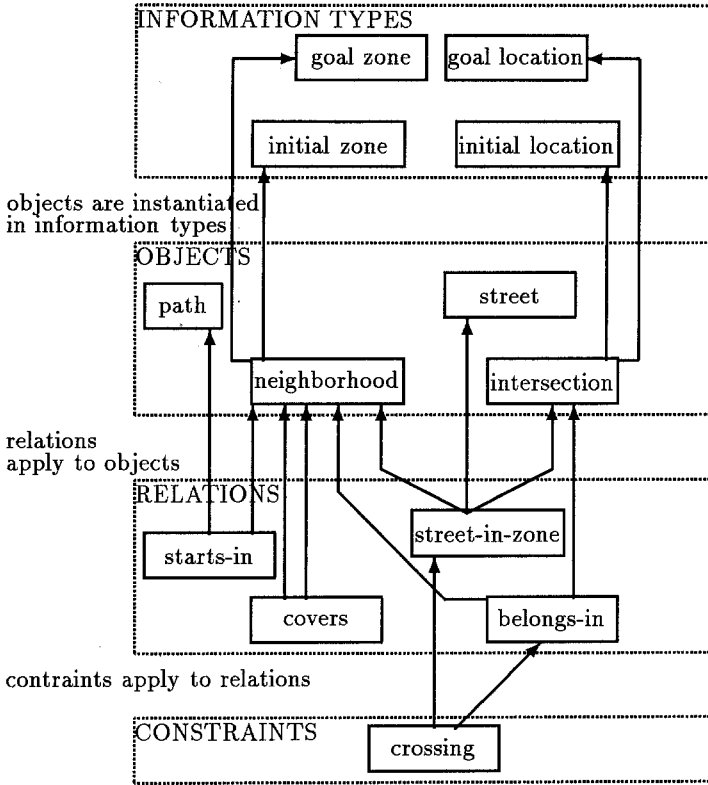 INFORMATION TYPES
goal zone
goal location
initial zone
initial location
objects are instantiated
in information types
OBJECTS
path
street
neighborhood
intersection
relations
apply to objects
RELATIONS
starts-in
street-in-zone
covers
belongs-in
contraints apply to relations
CONSTRAINTS
crossing